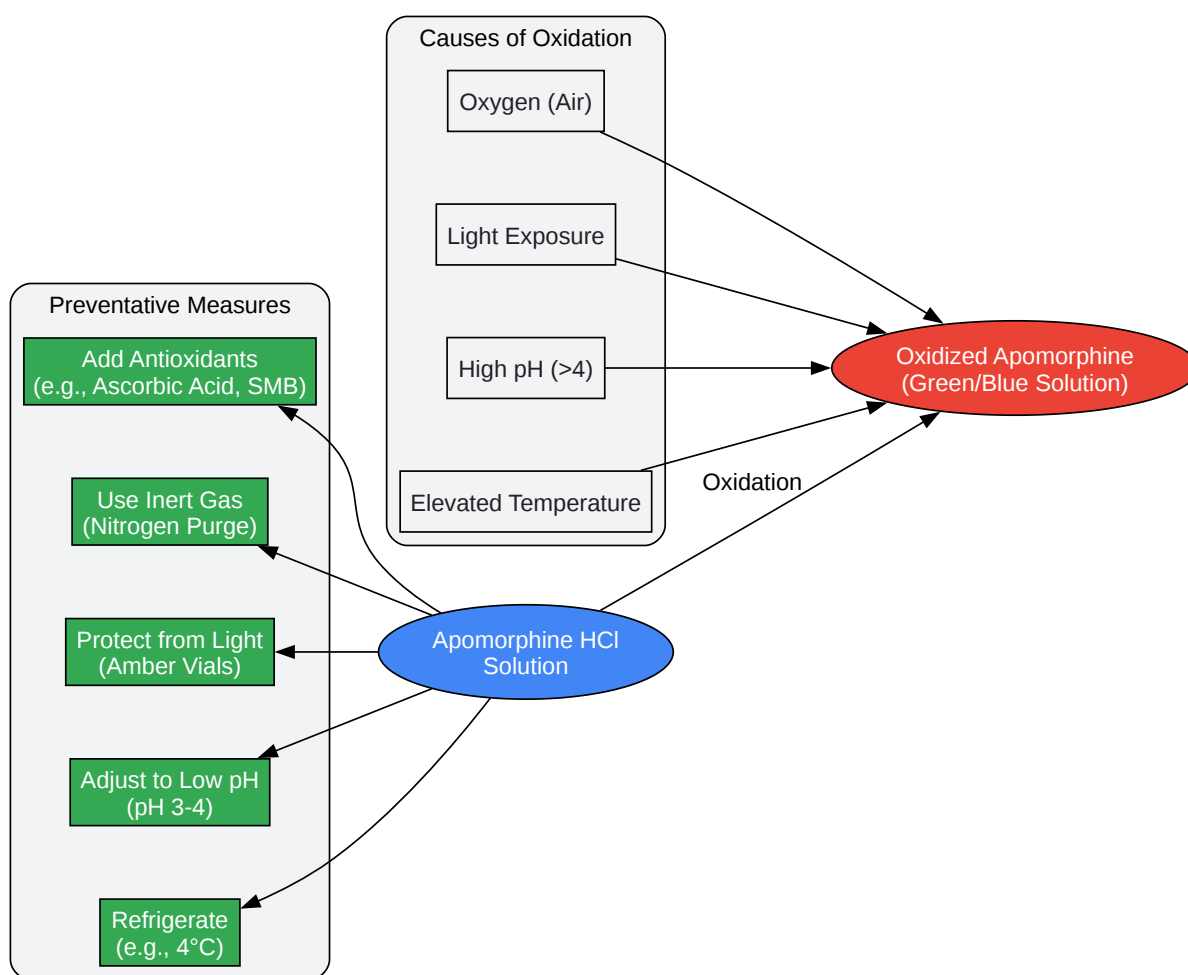 Causes of Oxidation
Oxygen (Air)
Light Exposure
High pH (>4)
Elevated Temperature
Oxidized Apomorphine
(Green/Blue Solution)
Oxidation
Preventative Measures
Add Antioxidants
(e.g., Ascorbic Acid, SMB)
Use Inert Gas
(Nitrogen Purge)
Protect from Light
(Amber Vials)
Adjust to Low pH
(pH 3-4)
Refrigerate
(e.g., 4°C)
Apomorphine HCl
Solution